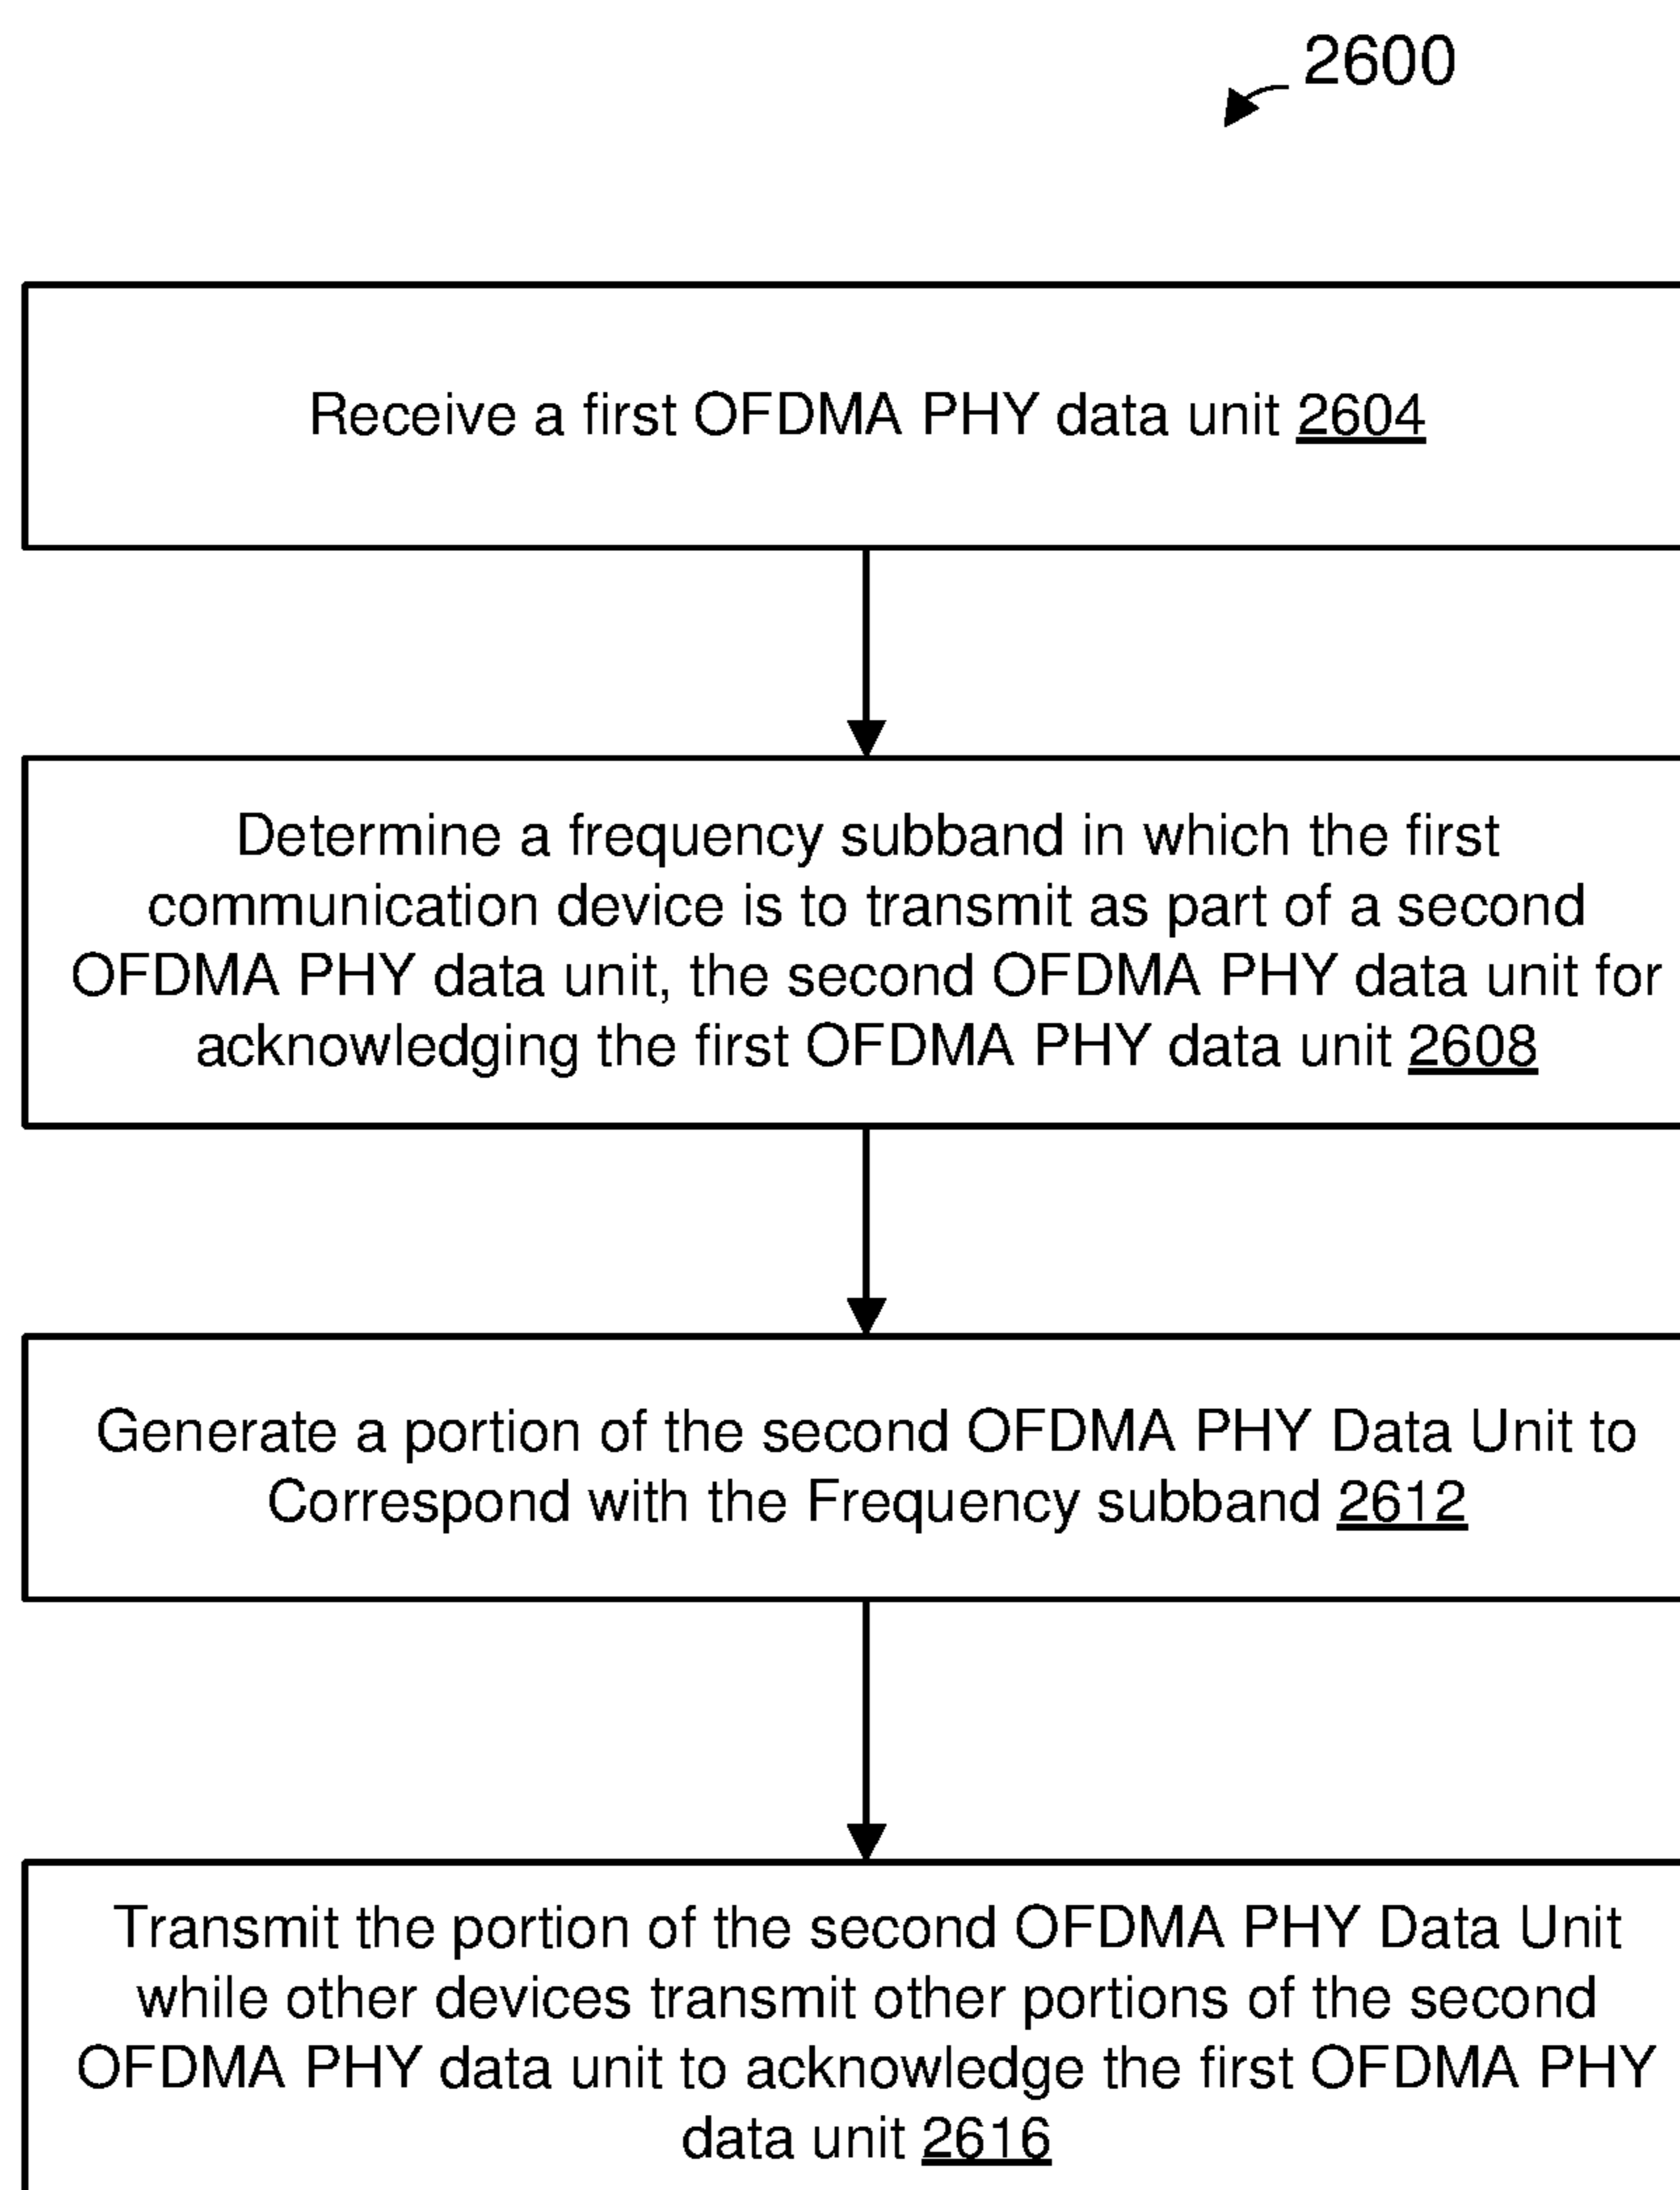 2600
Receive a first OFDMA PHY data unit 2604
Determine a frequency subband in which the first
communication device is to transmit as part of a second
OFDMA PHY data unit, the second OFDMA PHY data unit for
acknowledging the first OFDMA PHY data unit 2608
Generate a portion of the second OFDMA PHY Data Unit to
Correspond with the Frequency subband 2612
Transmit the portion of the second OFDMA PHY Data Unit
while other devices transmit other portions of the second
OFDMA PHY data unit to acknowledge the first OFDMA PHY
data unit 2616